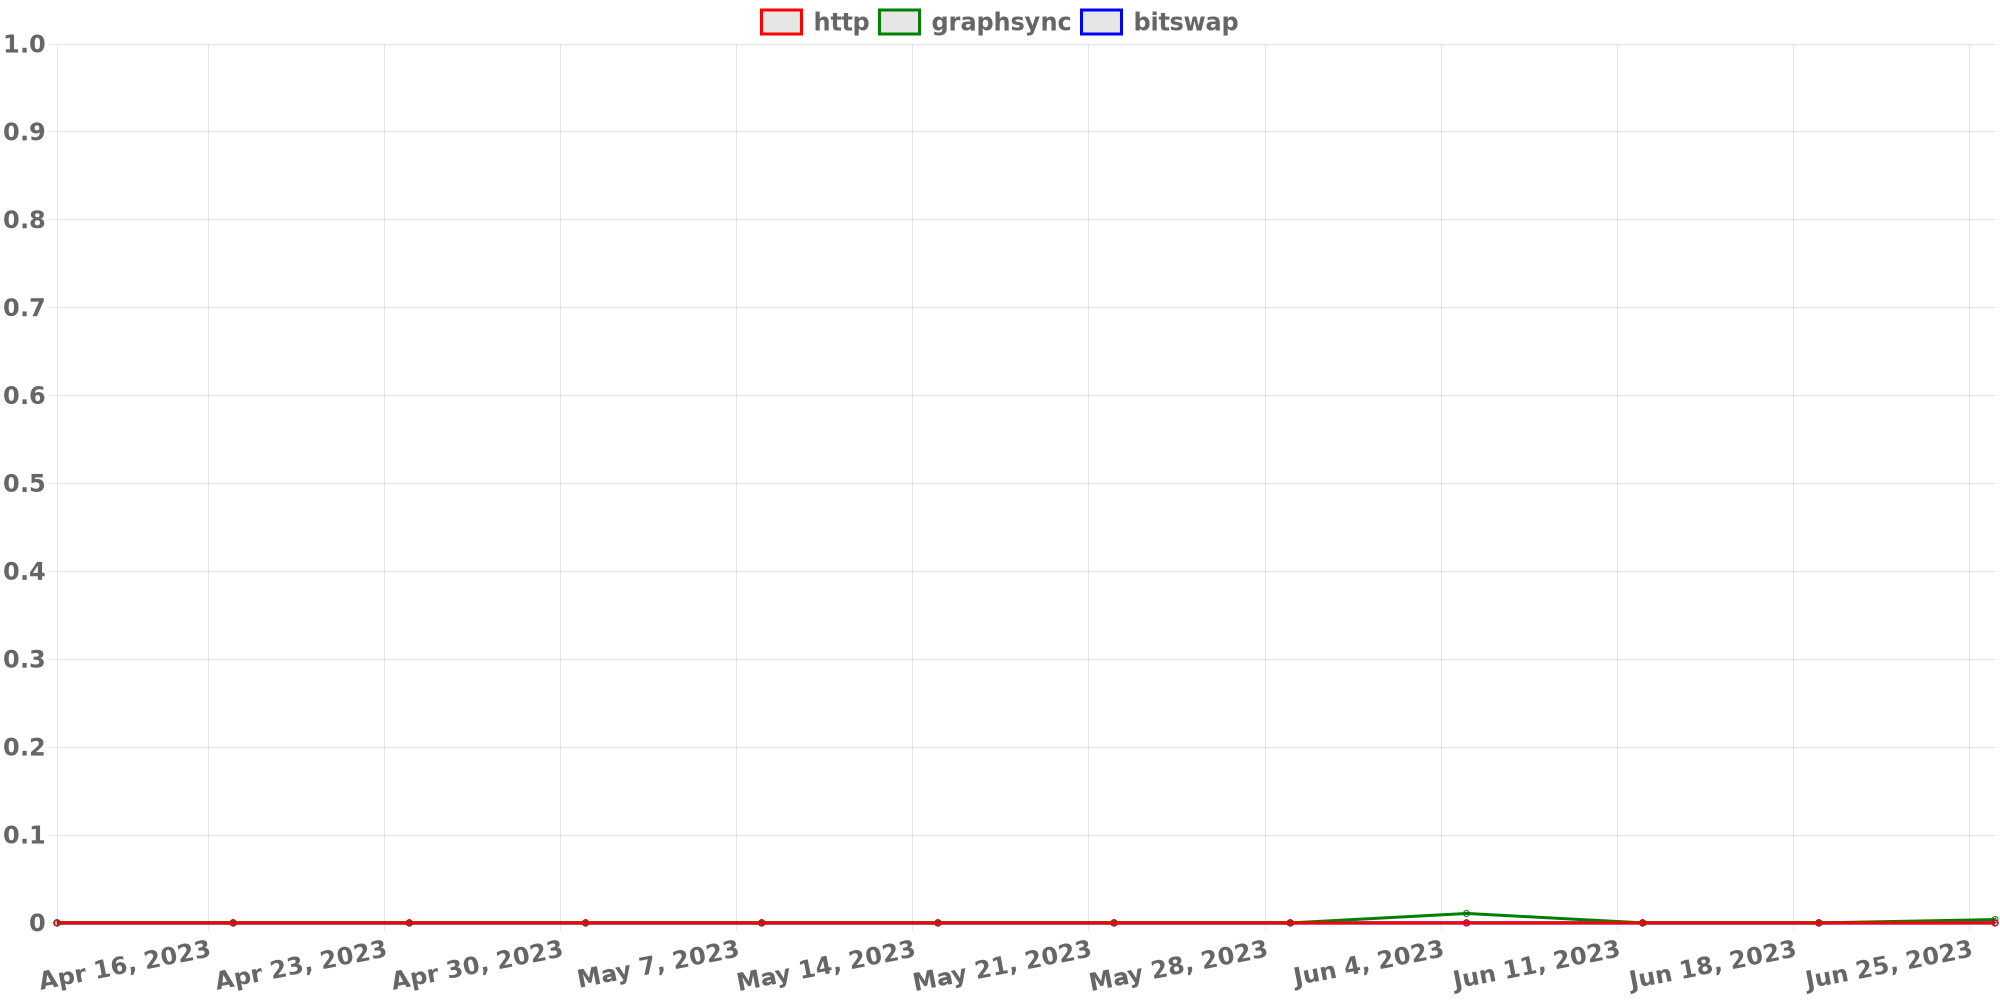 http graphsync bitswap
1.0
0.9
0.8
0.7
0.6
0.5
0.4
0.3
0.2
0.1
0
Apr 16, 2023
Apr 23, 2023
Apr 30, 2023
May 7, 2023
May 14, 2023
May 21, 2023
May 28, 2023
Jun 4, 2023
Jun 11, 2023
Jun 18, 2023
Jun 25, 2023